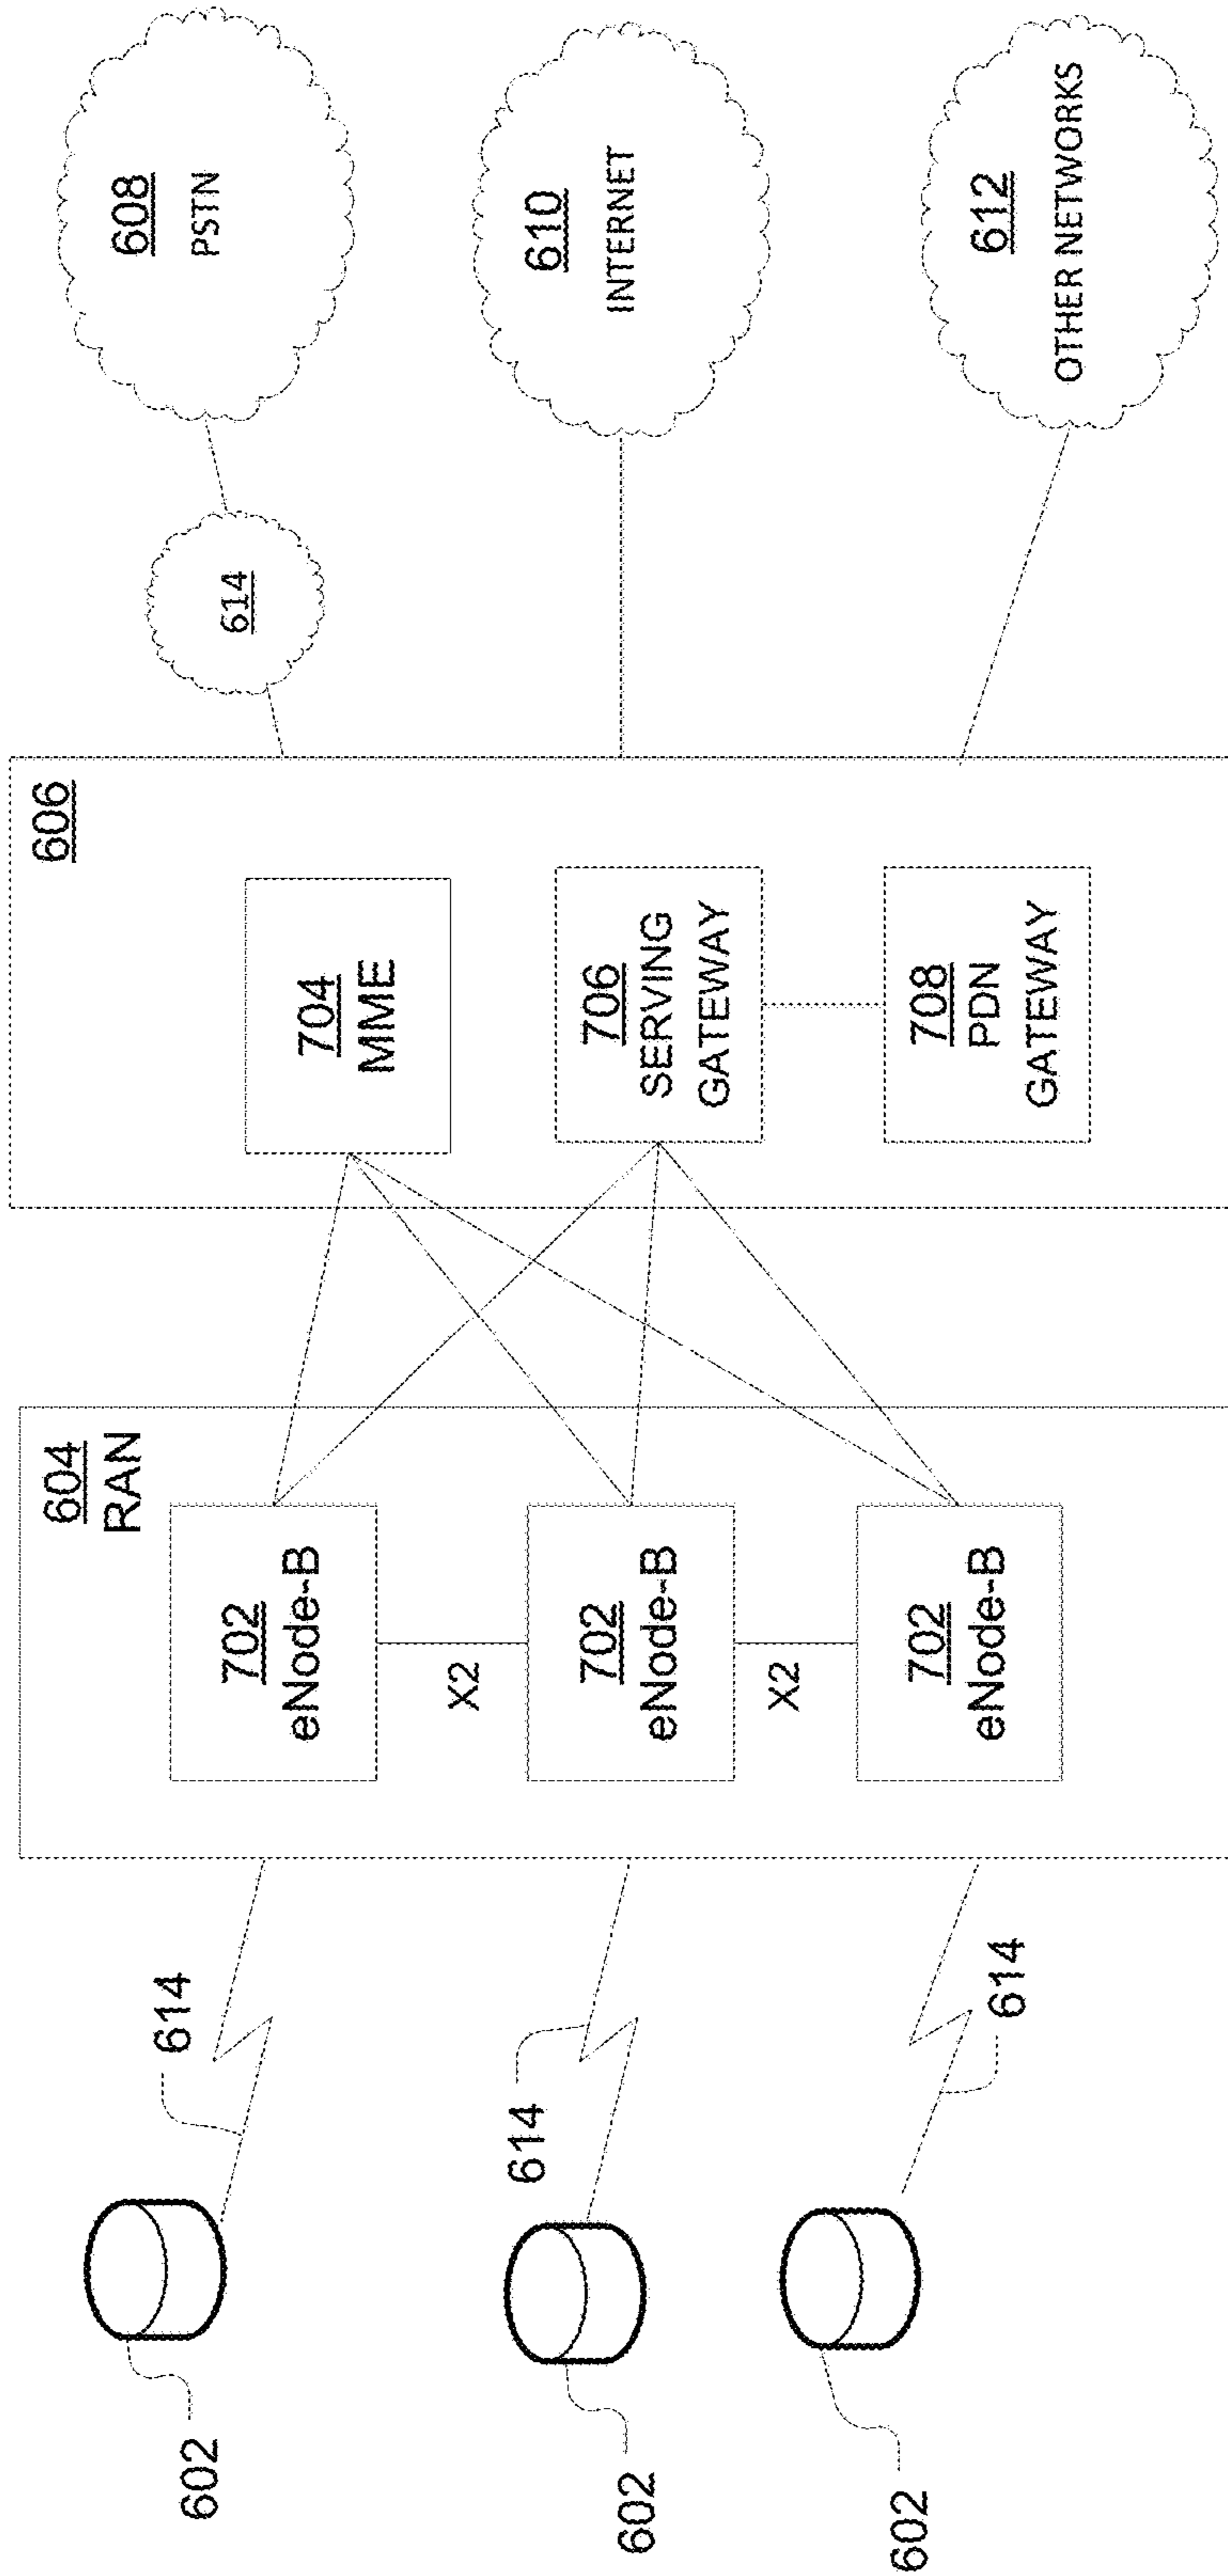 602
614
602
614
602
614
604
RAN
702
eNode-B
X2
702
eNode-B
X2
702
eNode-B
606
704
MME
706
SERVING
GATEWAY
708
PDN
GATEWAY
614
608
PSTN
610
INTERNET
612
OTHER NETWORKS